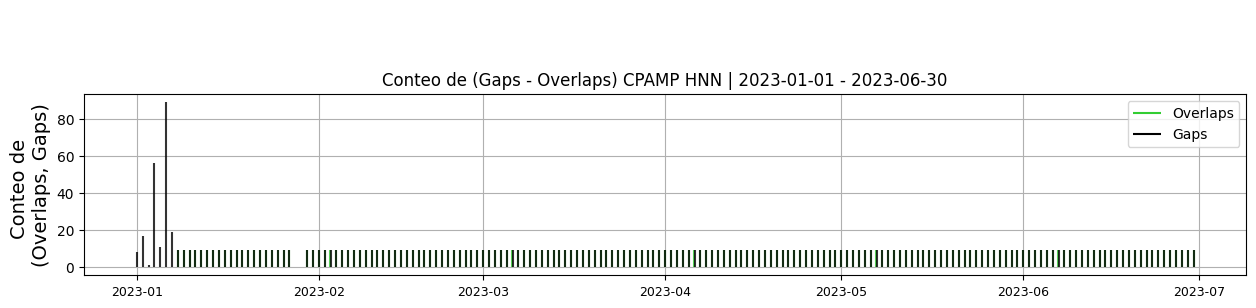 Conteo de (Gaps - Overlaps) CPAMP HNN | 2023-01-01 - 2023-06-30
Conteo de
(Overlaps, Gaps)
80
60
40
20
0
Overlaps
Gaps
2023-01
2023-02
2023-03
2023-04
2023-05
2023-06
2023-07